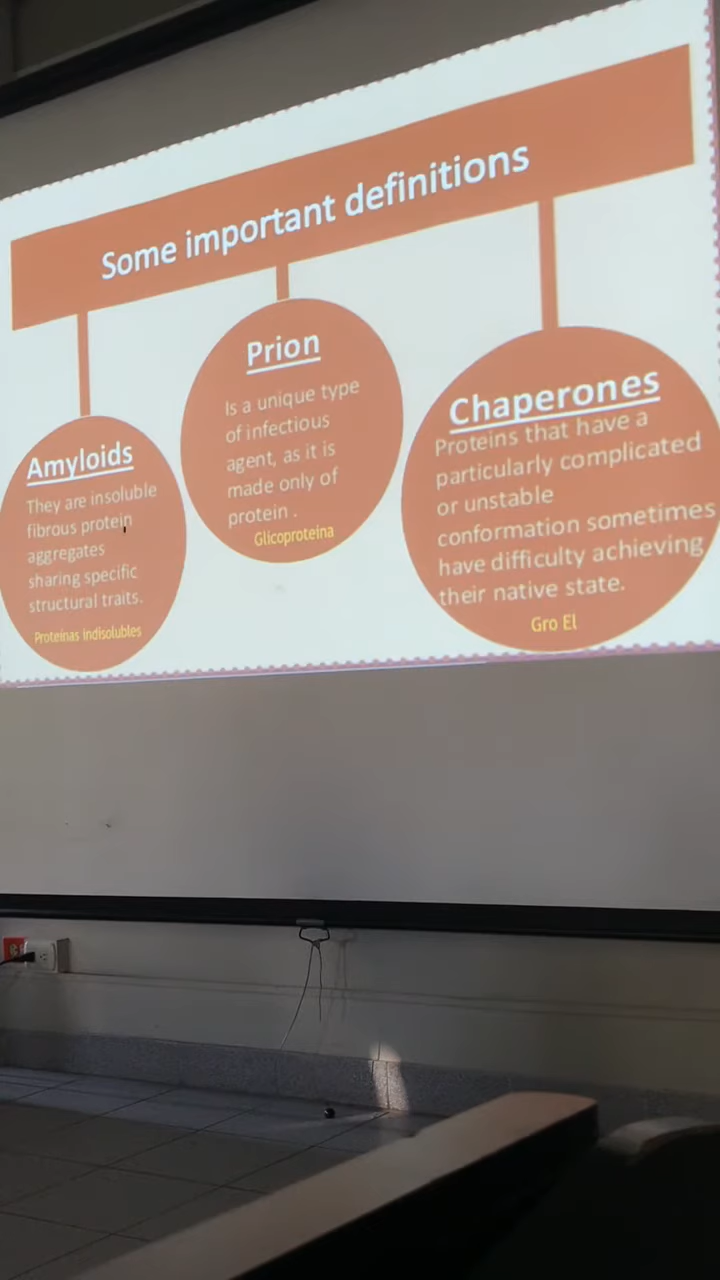 Some important definitions
Amyloids
They are insoluble
fibrous protein
aggregates
sharing specific
structural traits.
Proteinas indisolubles
Prion
Is a unique type
of infectious
agent, as it is
made only of
protein .
Glicoproteina
Chaperones
Proteins that have a
particularly complicated
or unstable
conformation sometimes
have difficulty achieving
their native state.
Gro El